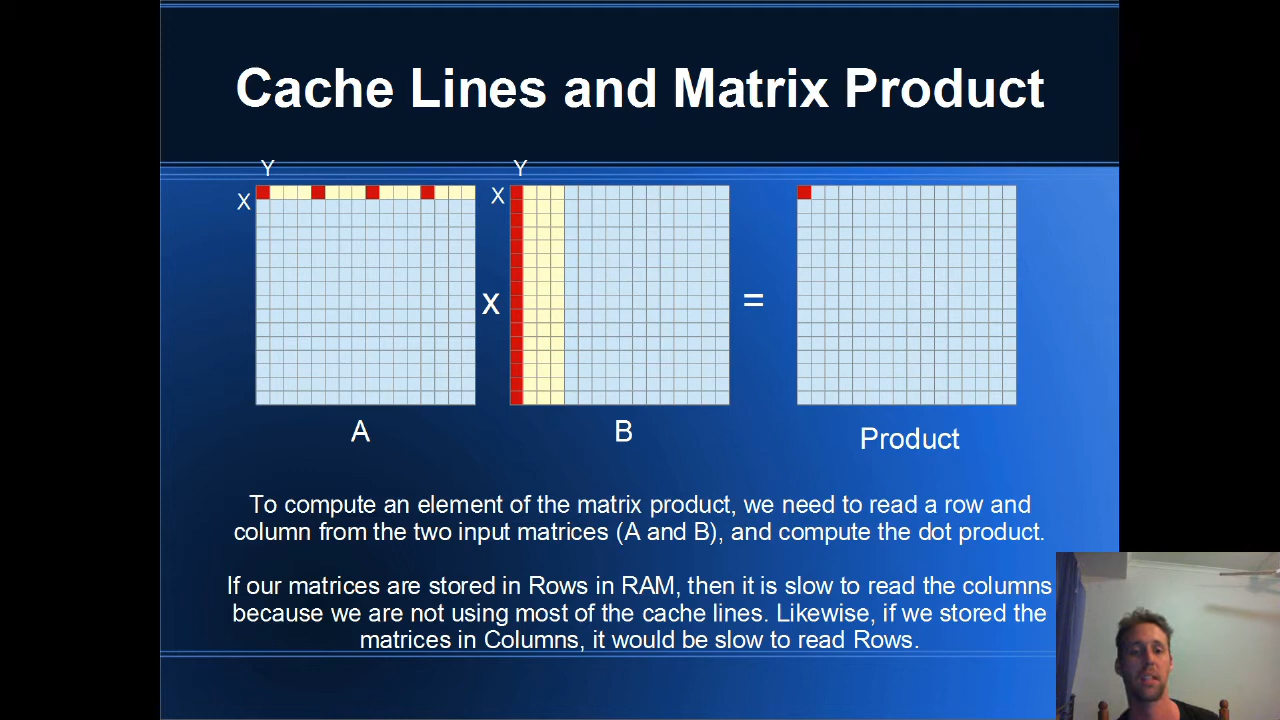 Cache Lines and Matrix Product
Y
Y
X
X
x
=
A
B
Product
To compute an element of the matrix product, we need to read a row and
column from the two input matrices (A and B), and compute the dot product.
If our matrices are stored in Rows in RAM, then it is slow to read the columns
because we are not using most of the cache lines. Likewise, if we stored the
matrices in Columns, it would be slow to read Rows.